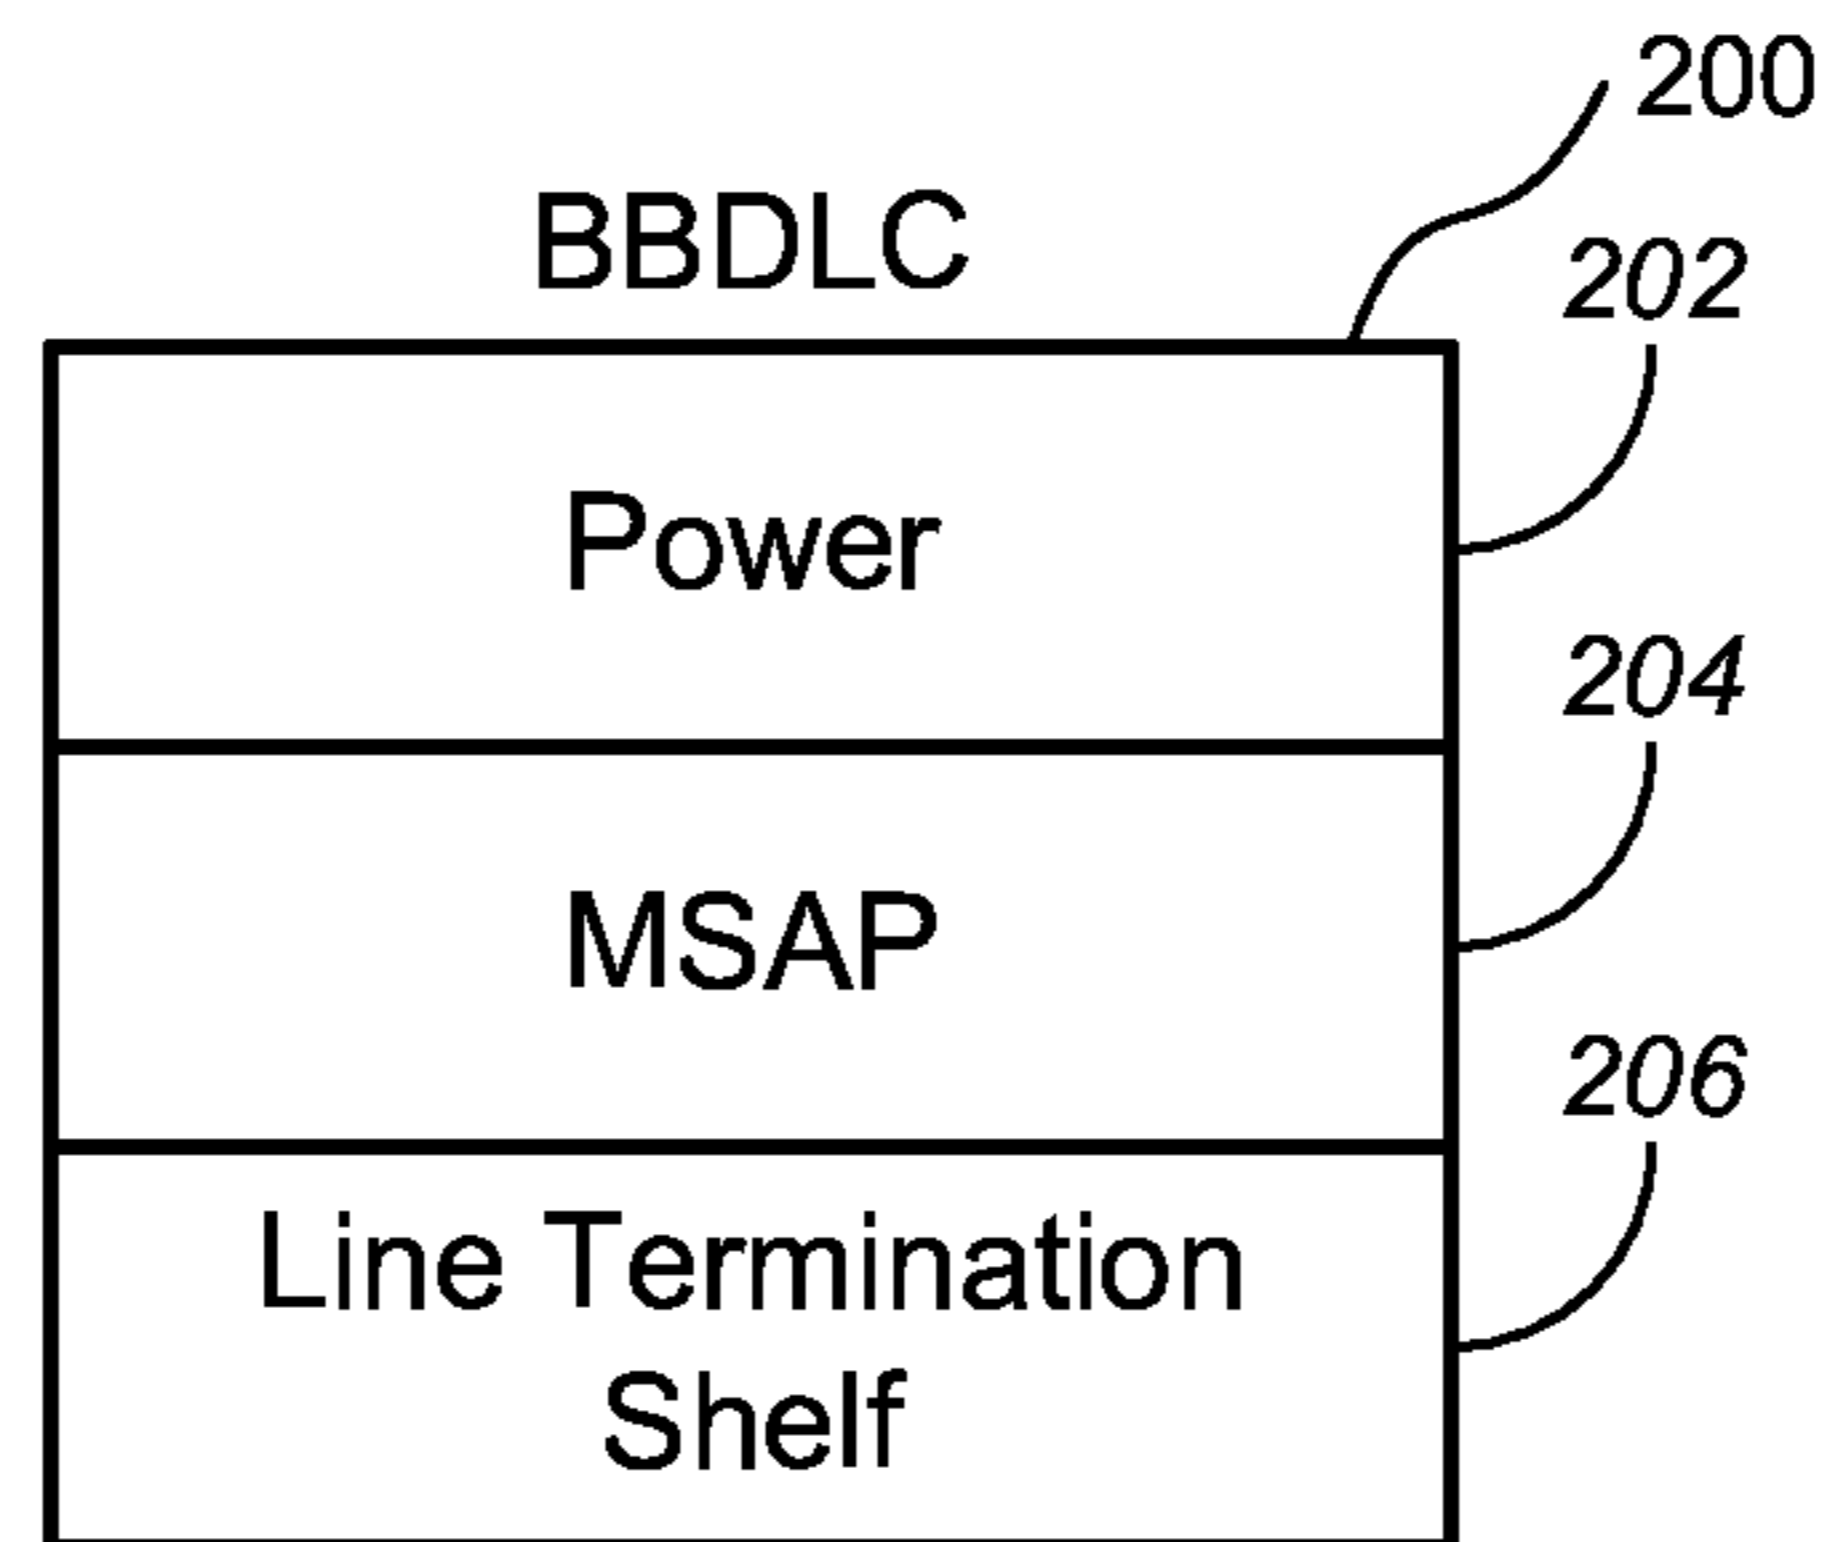 200
BBDLC
202
Power
204
MSAP
206
Line Termination
Shelf